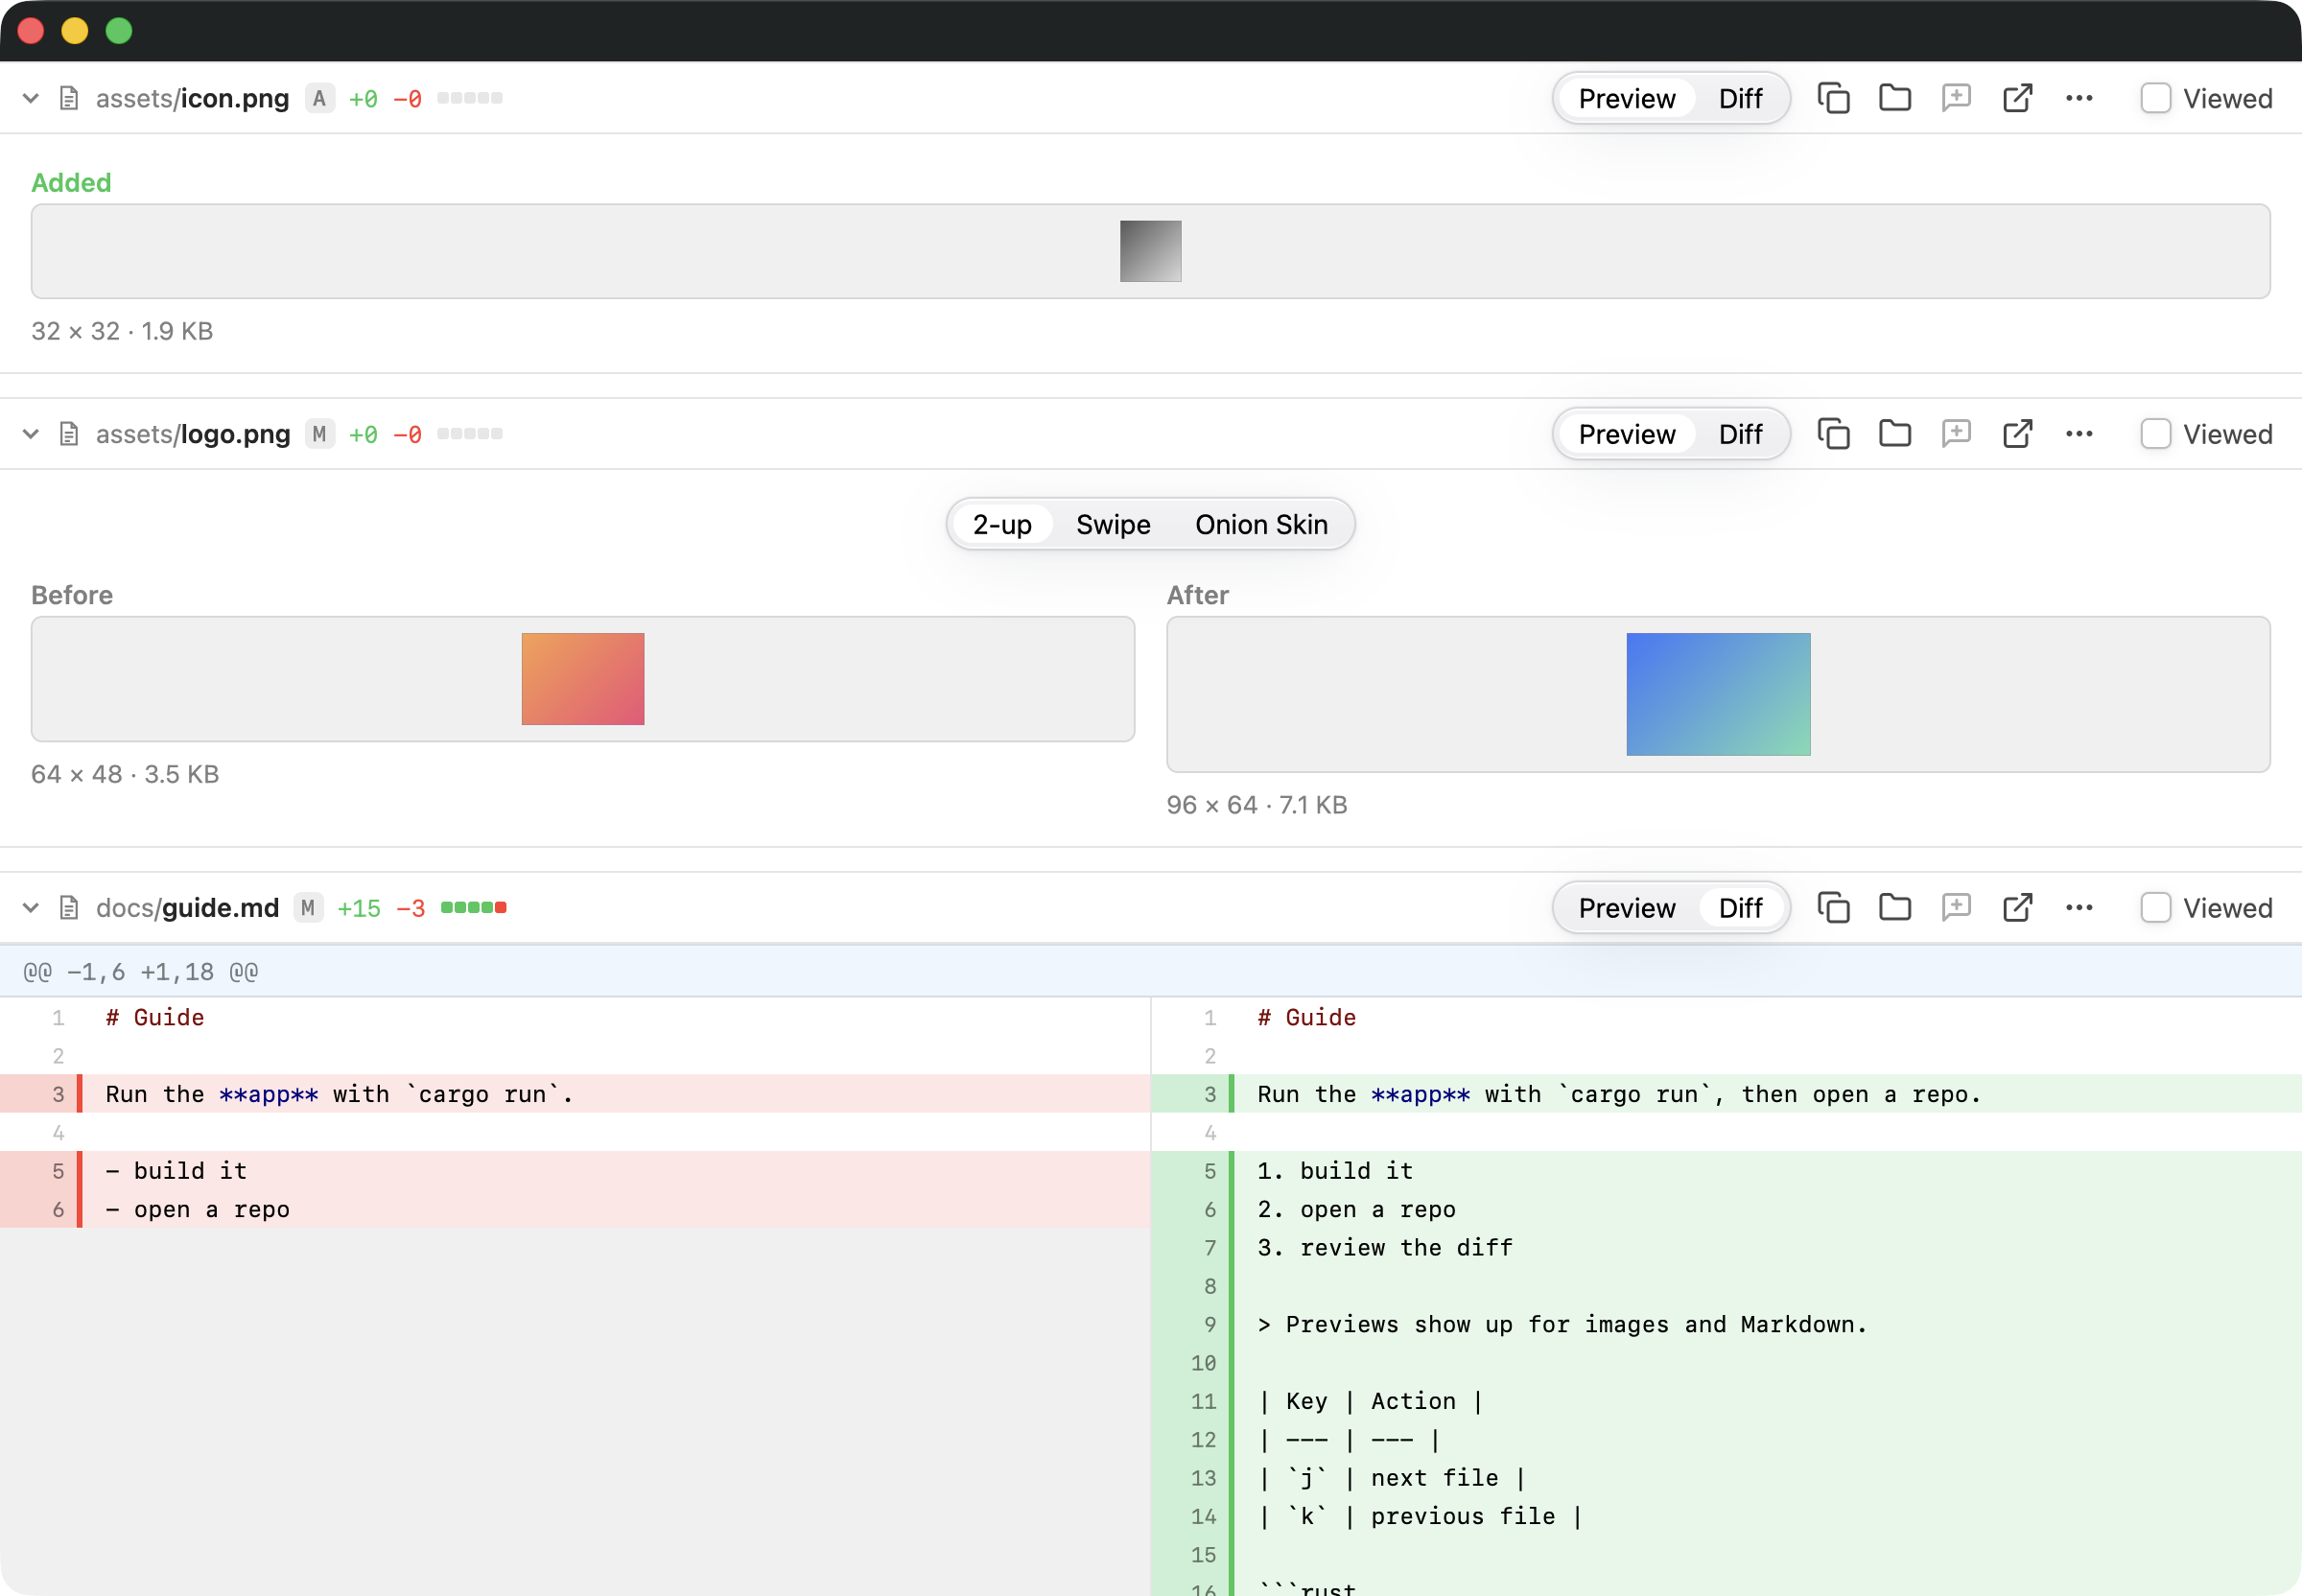 assets/icon.png A +0 −0 Preview Diff Viewed
Added
32 × 32 · 1.9 KB
assets/logo.png M +0 −0 Preview Diff Viewed
2-up Swipe Onion Skin
Before After
64 × 48 · 3.5 KB
96 × 64 · 7.1 KB
docs/guide.md M +15 −3 Preview Diff Viewed
@@ −1,6 +1,18 @@
1 # Guide
2
3 Run the **app** with `cargo run`.
4
5 - build it
6 - open a repo
1 # Guide
2
3 Run the **app** with `cargo run`, then open a repo.
4
5 1. build it
6 2. open a repo
7 3. review the diff
8
9 > Previews show up for images and Markdown.
10
11 | Key | Action |
12 | --- | --- |
13 | `j` | next file |
14 | `k` | previous file |
15
16 ```rust